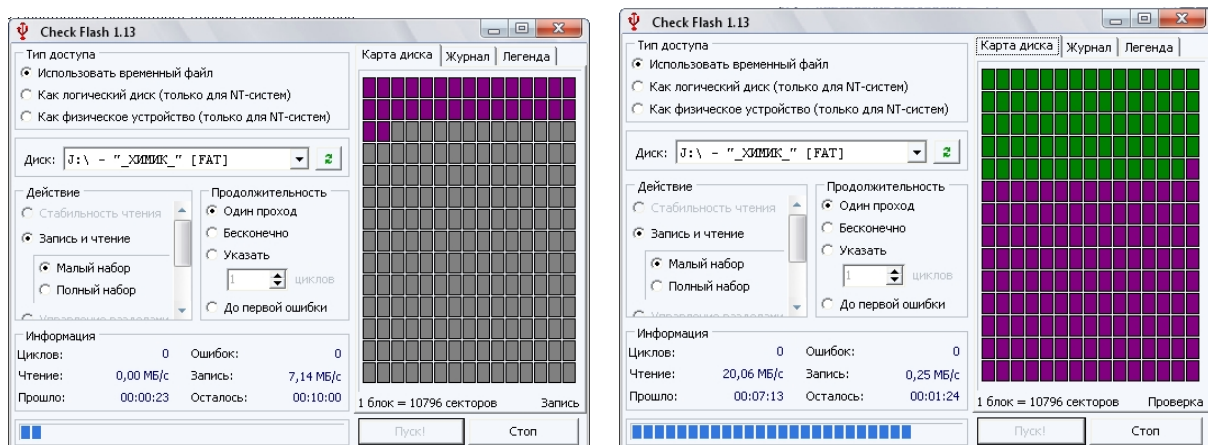 Check Flash 1.13
Тип доступа
Использовать временный файл
Как логический диск (только для NT-систем)
Как физическое устройство (только для NT-систем)
Диск: J:\ - "_ХИМИК_" [FAT]
Действие
Стабильность чтения
Запись и чтение
Малый набор
Полный набор
Управление разделами
Продолжительность
Один проход
Бесконечно
Указать
1 циклов
До первой ошибки
Информация
Циклов: 0 Ошибок: 0
Чтение: 0,00 МБ/с Запись: 7,14 МБ/с
Прошло: 00:00:23 Осталось: 00:10:00
Карта диска Журнал Легенда
1 блок = 10796 секторов Запись
Пуск! Стоп
Check Flash 1.13
Тип доступа
Использовать временный файл
Как логический диск (только для NT-систем)
Как физическое устройство (только для NT-систем)
Диск: J:\ - "_ХИМИК_" [FAT]
Действие
Стабильность чтения
Запись и чтение
Малый набор
Полный набор
Управление разделами
Продолжительность
Один проход
Бесконечно
Указать
1 циклов
До первой ошибки
Информация
Циклов: 0 Ошибок: 0
Чтение: 20,06 МБ/с Запись: 0,25 МБ/с
Прошло: 00:07:13 Осталось: 00:01:24
Карта диска Журнал Легенда
1 блок = 10796 секторов Проверка
Пуск! Стоп